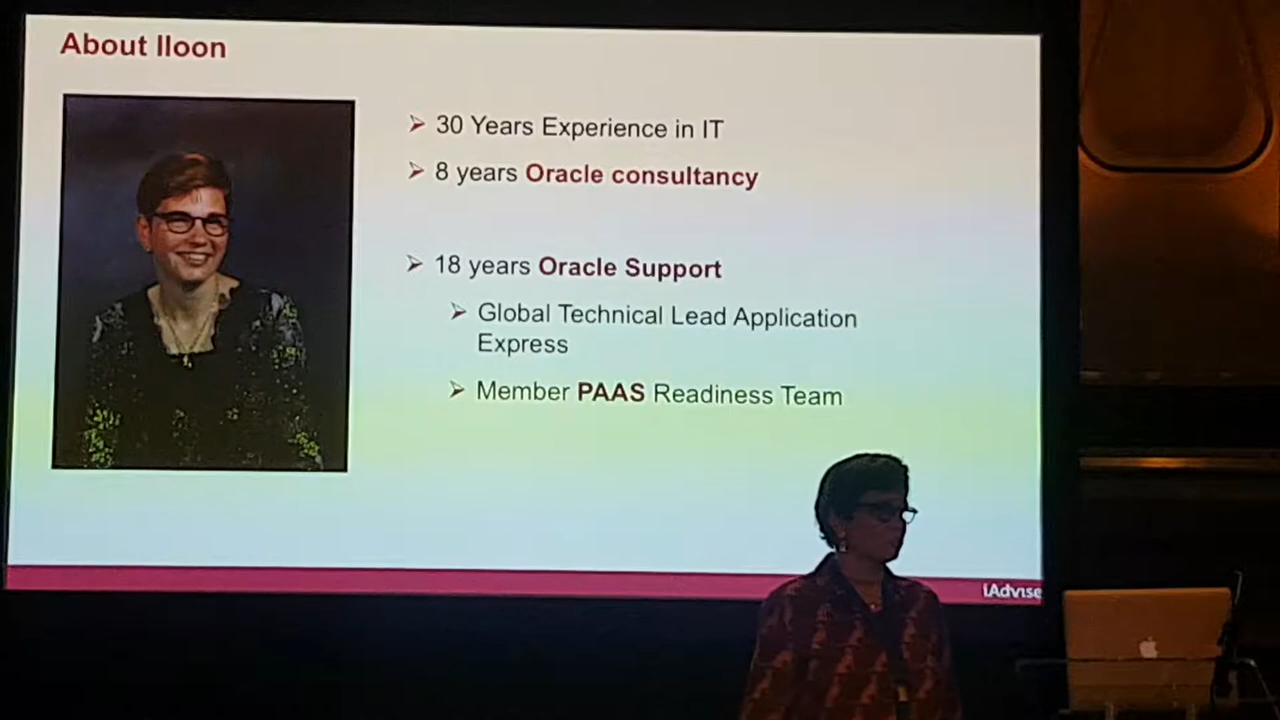 About Iloon
30 Years Experience in IT
8 years Oracle consultancy
18 years Oracle Support
Global Technical Lead Application
Express
Member PAAS Readiness Team
iAdvise